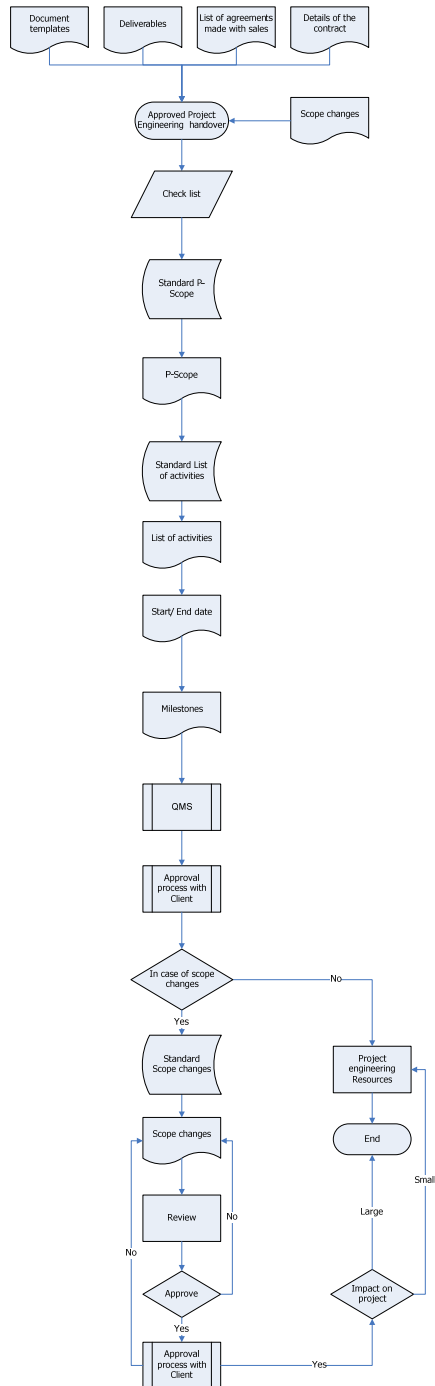 Document
templates
Deliverables
List of agreements
made with sales
Details of the
contract
Approved Project
Engineering handover
Scope changes
Check list
Standard P-
Scope
P-Scope
Standard List
of activities
List of activities
Start/ End date
Milestones
QMS
Approval
process with
Client
In case of scope
changes
No
Yes
Standard
Scope changes
Project
engineering
Resources
Scope changes
End
Small
Large
Review
No
No
Approve
Impact on
project
Yes
Approval
process with
Client
Yes